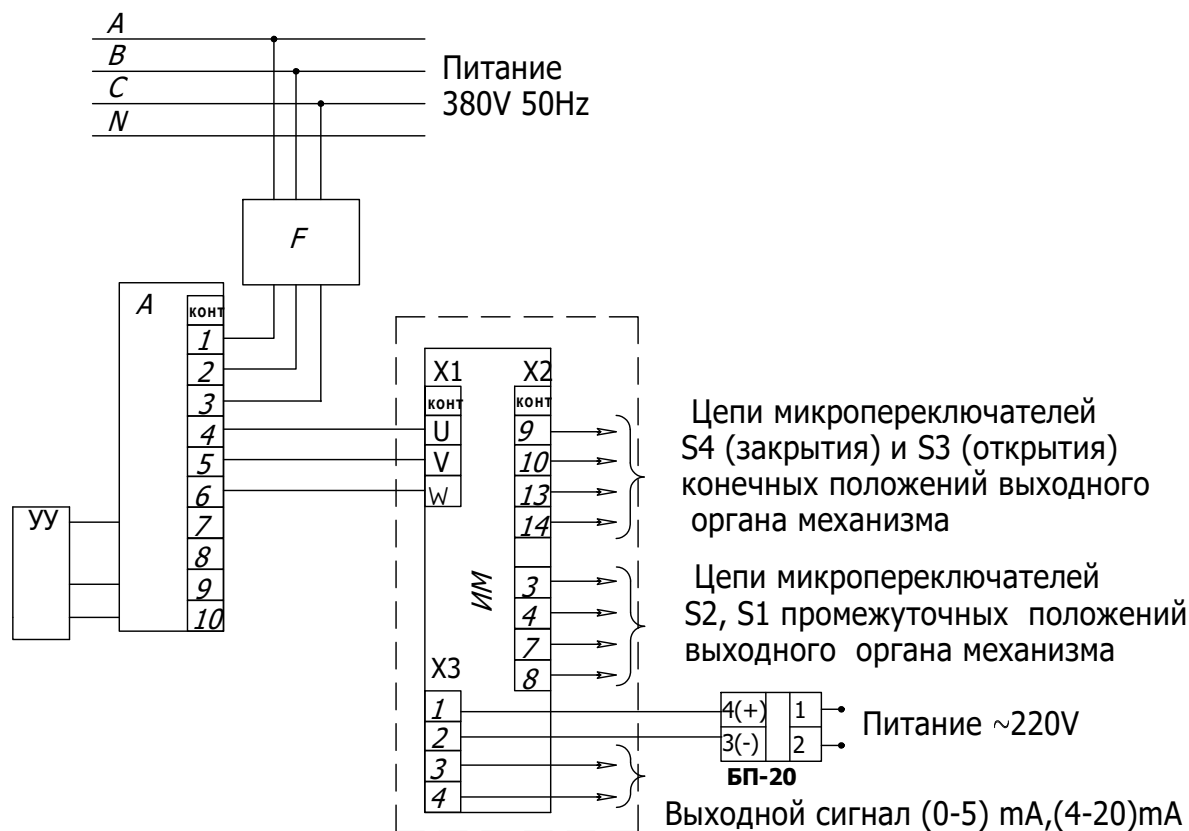 A
B
C
N
Питание
380V 50Hz
F
A
конт
1
2
3
4
5
6
7
8
9
10
УУ
X1
конт
U
V
W
X2
конт
9
10
13
14
3
4
7
8
ИМ
X3
1
2
3
4
Цепи микропереключателей
S4 (закрытия) и S3 (открытия)
конечных положений выходного
органа механизма
Цепи микропереключателей
S2, S1 промежуточных положений
выходного органа механизма
4(+) 1
3(-) 2
БП-20
Питание ~220V
Выходной сигнал (0-5) mA,(4-20)mA